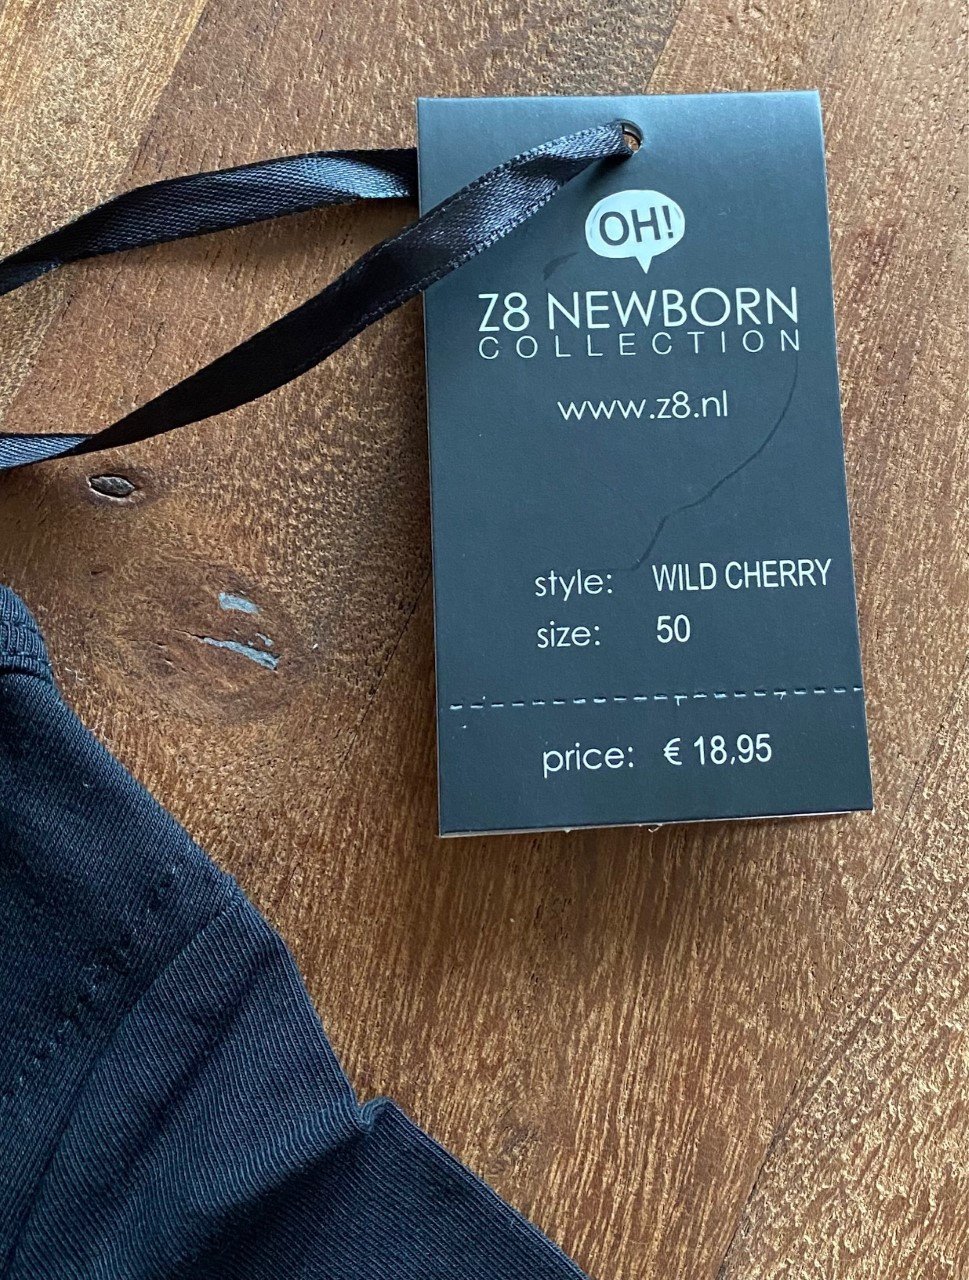 OH!
Z8 NEWBORN
COLLECTION
www.z8.nl
style: WILD CHERRY
size: 50
price: € 18,95